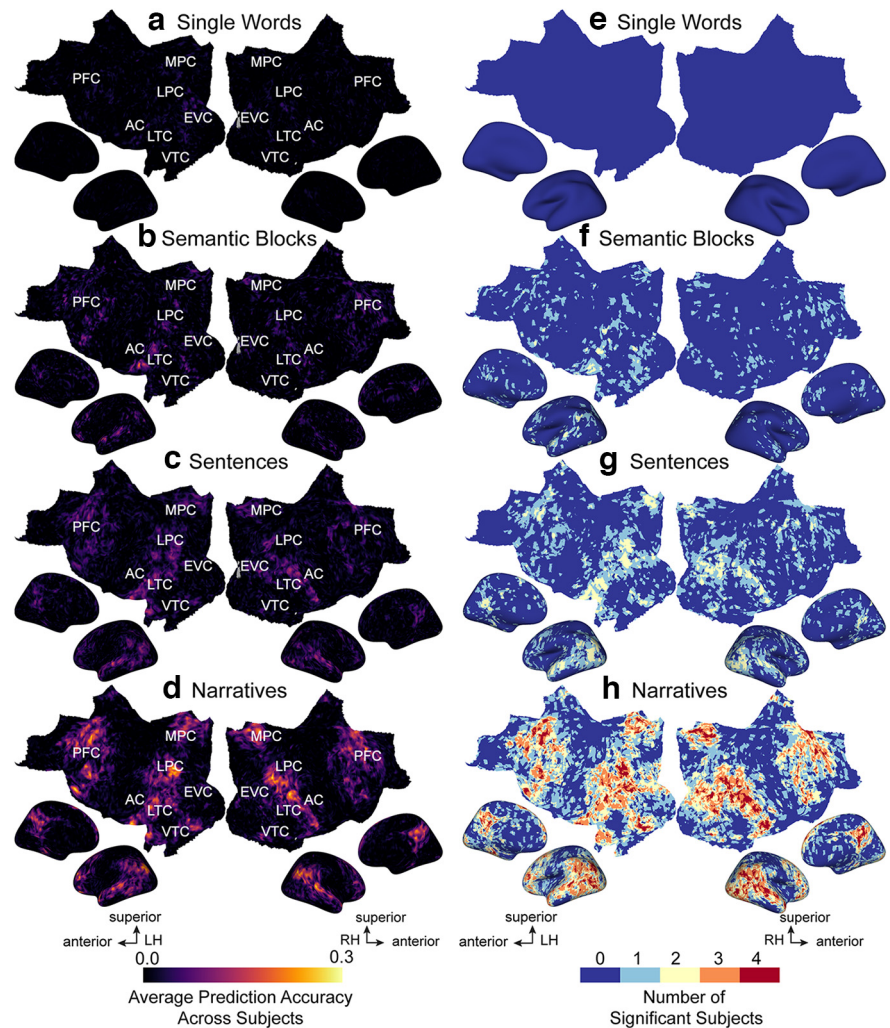 a Single Words
e Single Words
PFC
MPC
LPC
AC
LTC
EVC
VTC
MPC
LPC
EVC
AC
LTC
VTC
PFC
b Semantic Blocks
f Semantic Blocks
PFC
MPC
LPC
AC
LTC
EVC
VTC
MPC
LPC
EVC
AC
LTC
VTC
PFC
c Sentences
g Sentences
PFC
MPC
LPC
AC
LTC
EVC
VTC
MPC
LPC
EVC
AC
LTC
VTC
PFC
d Narratives
h Narratives
PFC
MPC
LPC
AC
LTC
EVC
VTC
MPC
LPC
EVC
AC
LTC
VTC
PFC
superior
anterior LH
superior
RH anterior
superior
anterior LH
superior
RH anterior
0.0 0.3
Average Prediction Accuracy
Across Subjects
0 1 2 3 4
Number of
Significant Subjects